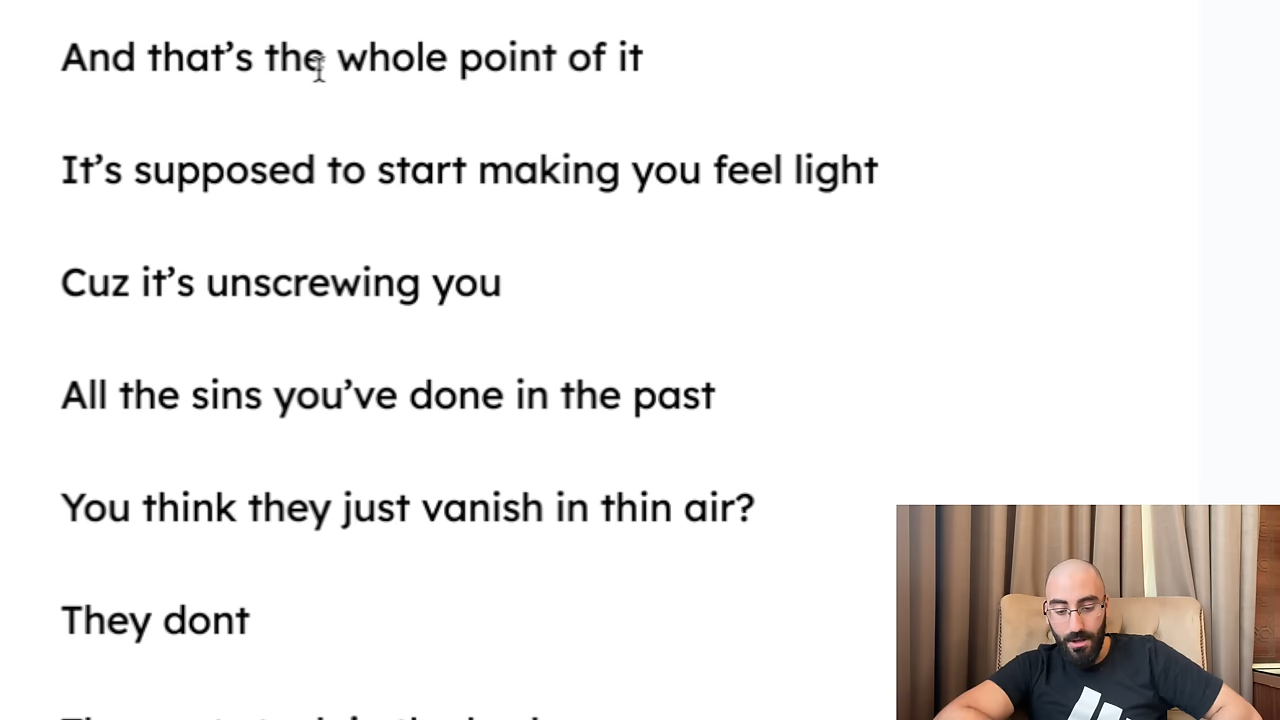 And that’s the whole point of it
It’s supposed to start making you feel light
Cuz it’s unscrewing you
All the sins you’ve done in the past
You think they just vanish in thin air?
They dont